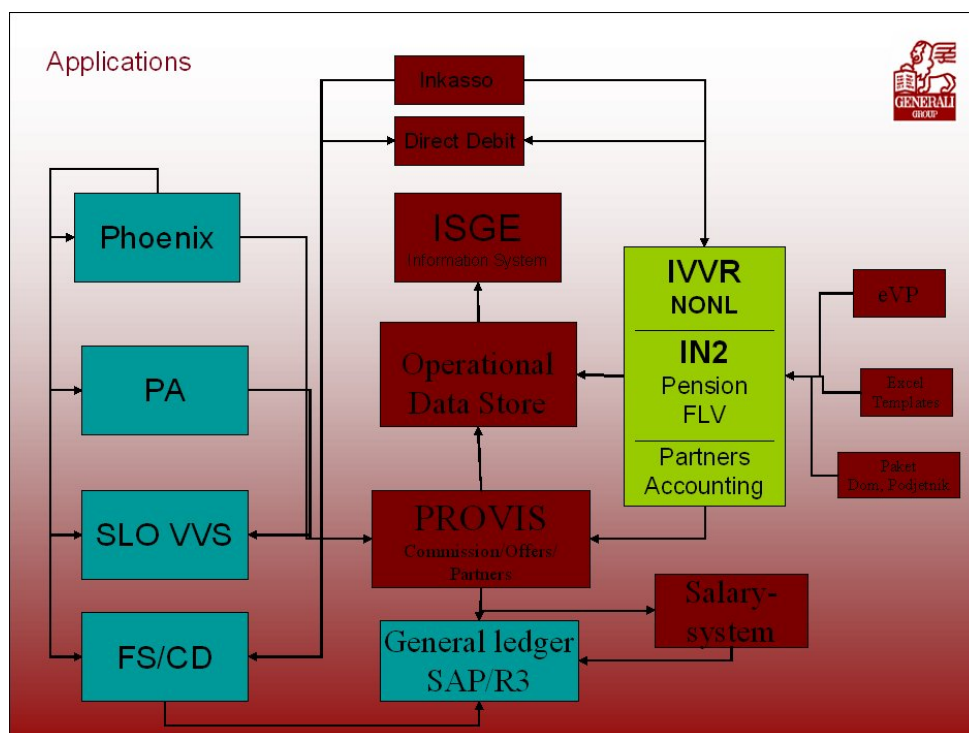 Applications
Inkasso
GENERALI
GROUP
Direct Debit
Phoenix
ISGE
Information System
IVVR
NONL
eVP
IN2
Pension
FLV
Operational
Data Store
PA
Excel
Templates
Partners
Accounting
Paket
Dom, Podjetnik
SLO VVS
PROVIS
Commission/Offers/
Partners
Salary-
system
General ledger
SAP/R3
FS/CD